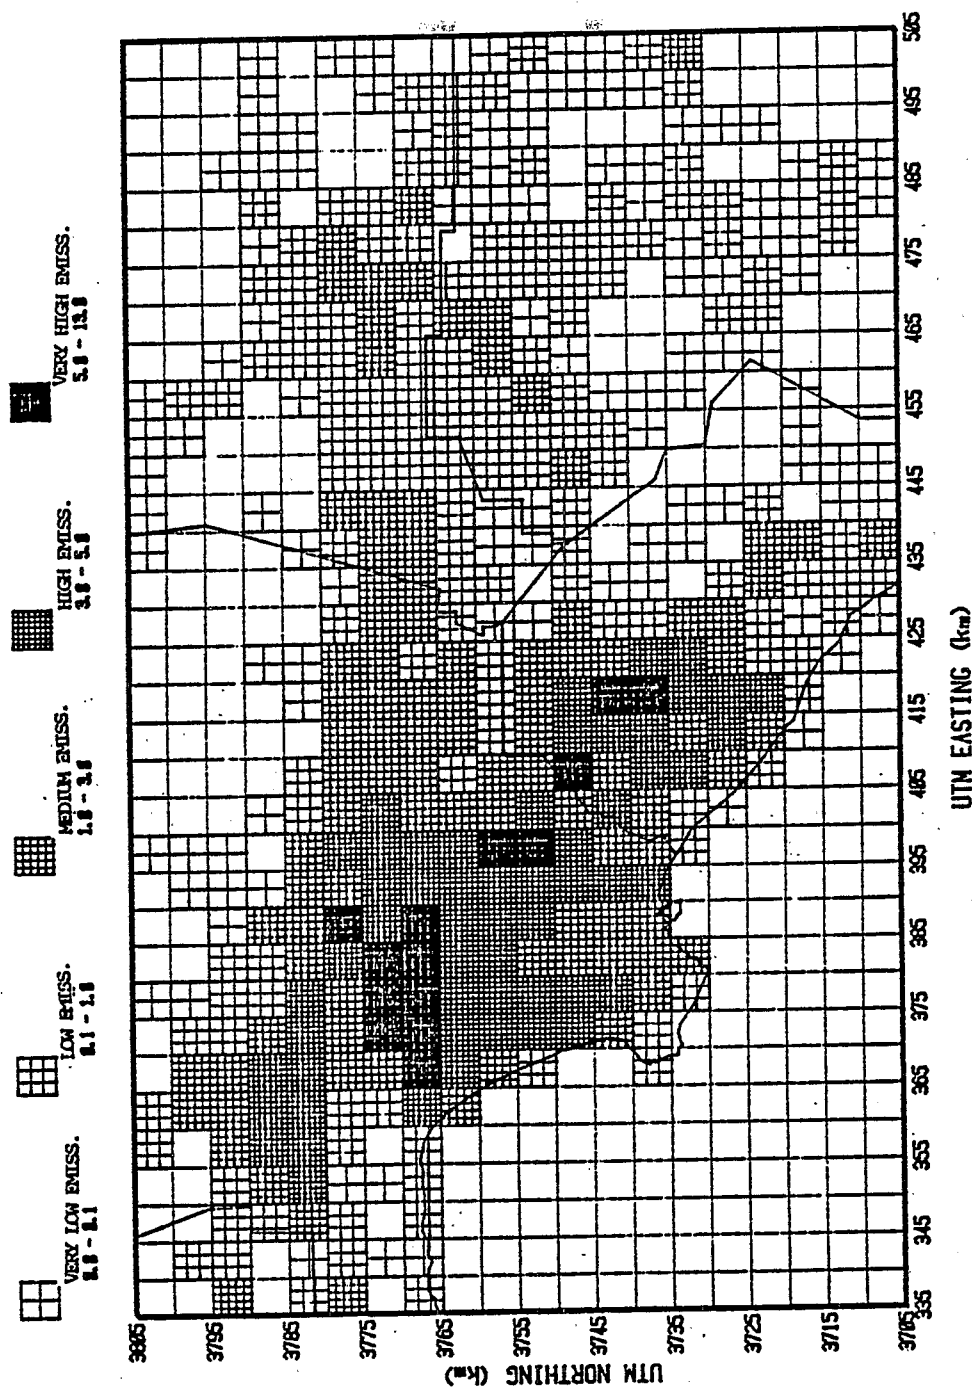 VERY LOW EMISS.
0.0 - 0.1
LOW EMISS.
0.1 - 1.0
MEDIUM EMISS.
1.0 - 3.0
HIGH EMISS.
3.0 - 5.0
VERY HIGH EMISS.
5.0 - 13.0
UTM NORTHING (km)
3805
3795
3785
3775
3765
3755
3745
3735
3725
3715
3705
335
345
355
365
375
385
395
405
415
425
435
445
455
465
475
485
495
505
UTM EASTING (km)